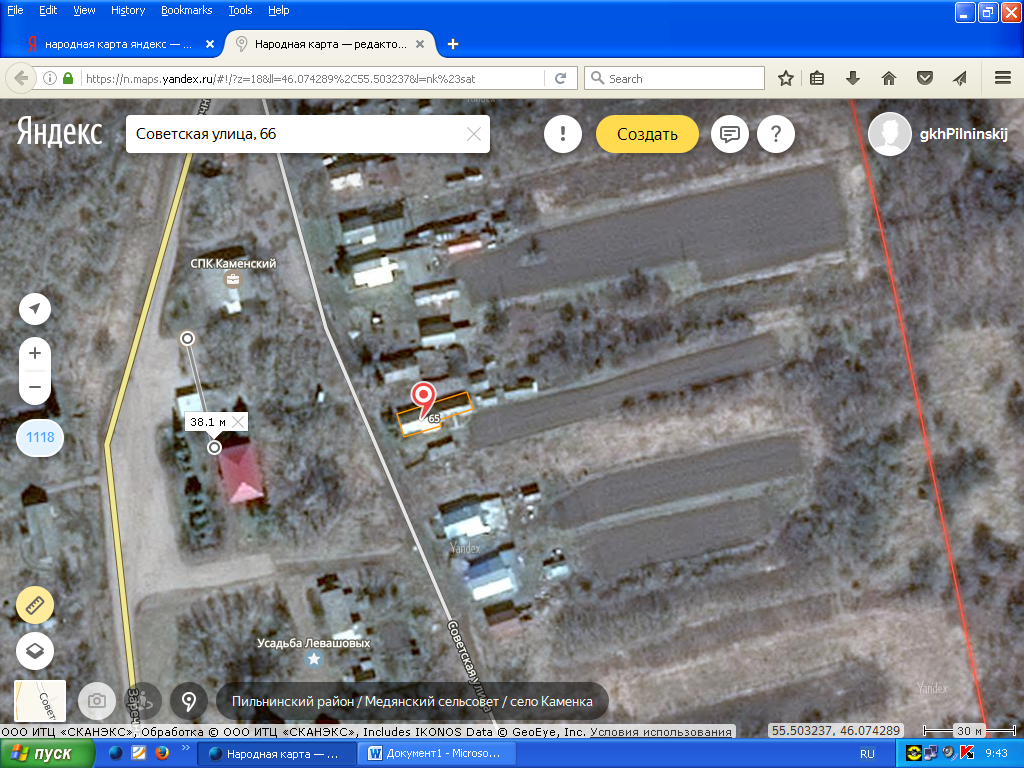 File Edit View History Bookmarks Tools Help
народная карта яндекс — ...
Народная карта — редакто...
https://n.maps.yandex.ru/#!/?z=18&ll=46.074289%2C55.503237&l=nk%23sat
Search
Яндекс
Советская улица, 66
!
Создать
?
gkhPilninskij
СПК Каменский
+
−
1118
38.1 м
65
Yandex
Советская улица
Усадьба Левашовых
Пильнинский район / Медянский сельсовет / село Каменка
Yandex
Совет
ООО ИТЦ «СКАНЭКС», Обработка © ООО ИТЦ «СКАНЭКС», Includes IKONOS Data © GeoEye, Inc. Условия использования
55.503237, 46.074289
30 м
пуск
Народная карта — ...
Документ1 - Microso...
RU
9:43